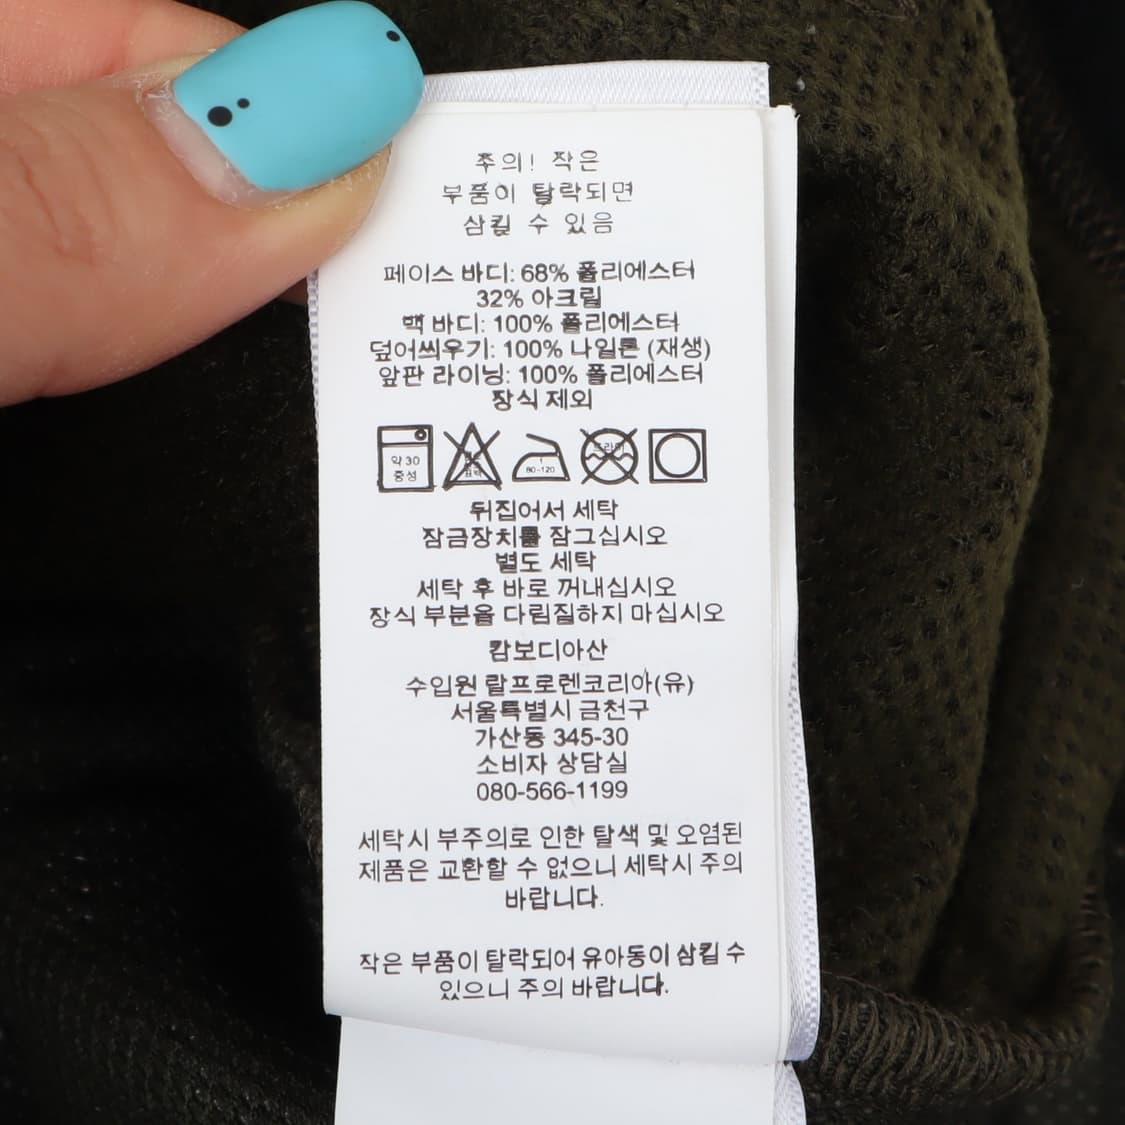 주의! 작은
부품이 탈락되면
삼킬 수 있음
페이스 바디: 68% 폴리에스터
32% 아크릴
백 바디: 100% 폴리에스터
덮어씌우기: 100% 나일론 (재생)
앞판 라이닝: 100% 폴리에스터
장식 제외
약 30
중성
80-120
드라이
뒤집어서 세탁
잠금장치를 잠그십시오
별도 세탁
세탁 후 바로 꺼내십시오
장식 부분을 다림질하지 마십시오
캄보디아산
수입원 랄프로렌코리아(유)
서울특별시 금천구
가산동 345-30
소비자 상담실
080-566-1199
세탁시 부주의로 인한 탈색 및 오염된
제품은 교환할 수 없으니 세탁시 주의
바랍니다.
작은 부품이 탈락되어 유아동이 삼킬 수
있으니 주의 바랍니다.